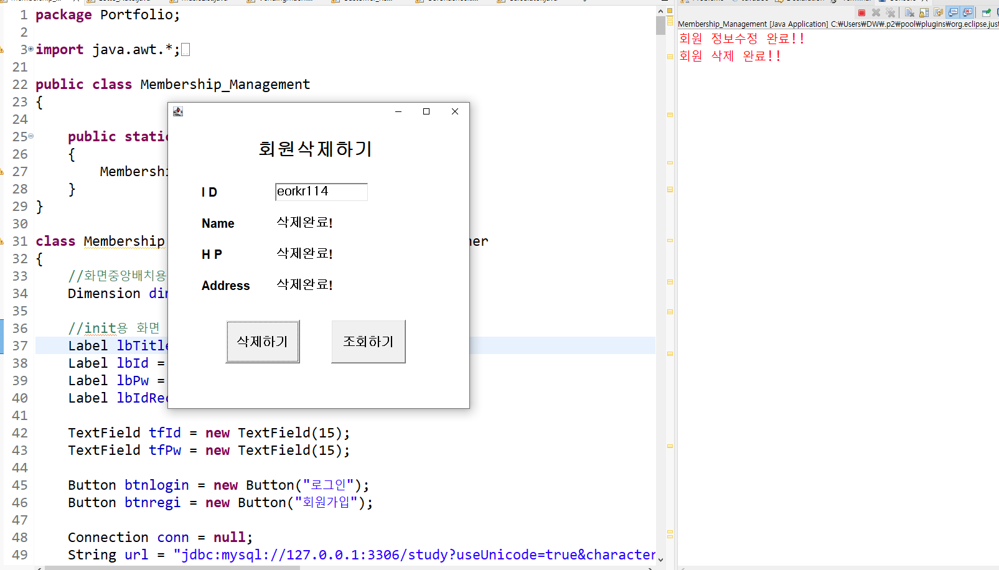 Membership_Management [Java Application] C:₩Users₩DW₩.p2₩pool₩plugins₩org.eclipse.just
회원 정보수정 완료!!
회원 삭제 완료!!
1 package Portfolio;
2
3 import java.awt.*;
21
22 public class Membership_Management
23 {
24
25 public static
26 {
27 Membershi
28 }
29 }
30
31 class Membership ner
32 {
33 //화면중앙배치용
34 Dimension dim
35
36 //init용 화면
37 Label lbTitle
38 Label lbId =
39 Label lbPw =
40 Label lbIdRec
41
42 TextField tfId = new TextField(15);
43 TextField tfPw = new TextField(15);
44
45 Button btnlogin = new Button("로그인");
46 Button btnregi = new Button("회원가입");
47
48 Connection conn = null;
49 String url = "jdbc:mysql://127.0.0.1:3306/study?useUnicode=true&character
회원삭제하기
I D eorkr114
Name 삭제완료!
H P 삭제완료!
Address 삭제완료!
삭제하기 조회하기